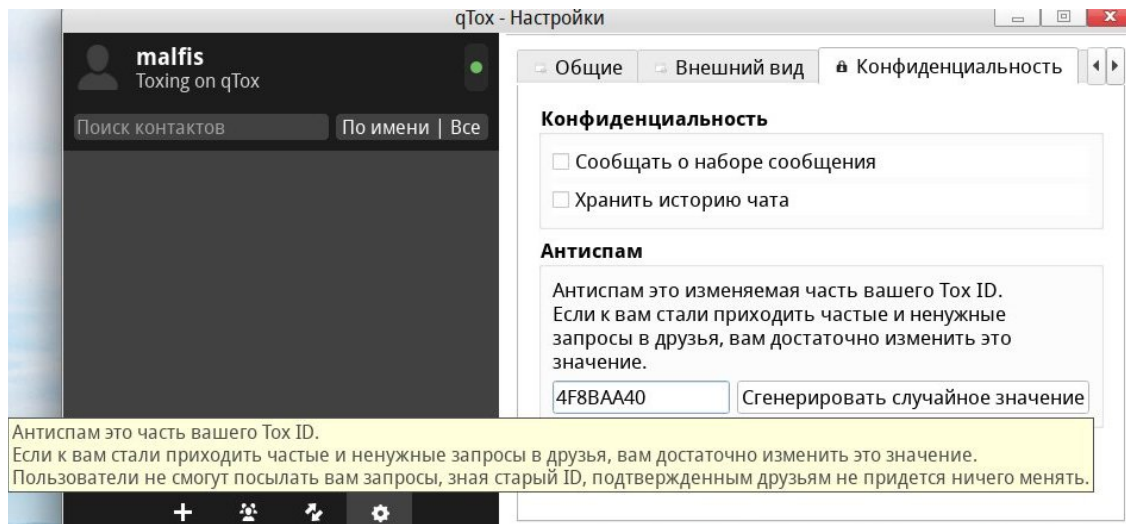 qTox - Настройки
malfis
Toxing on qTox
Поиск контактов
По имени | Все
Общие
Внешний вид
Конфиденциальность
Конфиденциальность
Сообщать о наборе сообщения
Хранить историю чата
Антиспам
Антиспам это изменяемая часть вашего Tox ID.
Если к вам стали приходить частые и ненужные
запросы в друзья, вам достаточно изменить это
значение.
4F8BAA40
Сгенерировать случайное значение
Антиспам это часть вашего Tox ID.
Если к вам стали приходить частые и ненужные запросы в друзья, вам достаточно изменить это значение.
Пользователи не смогут посылать вам запросы, зная старый ID, подтвержденным друзьям не придется ничего менять.